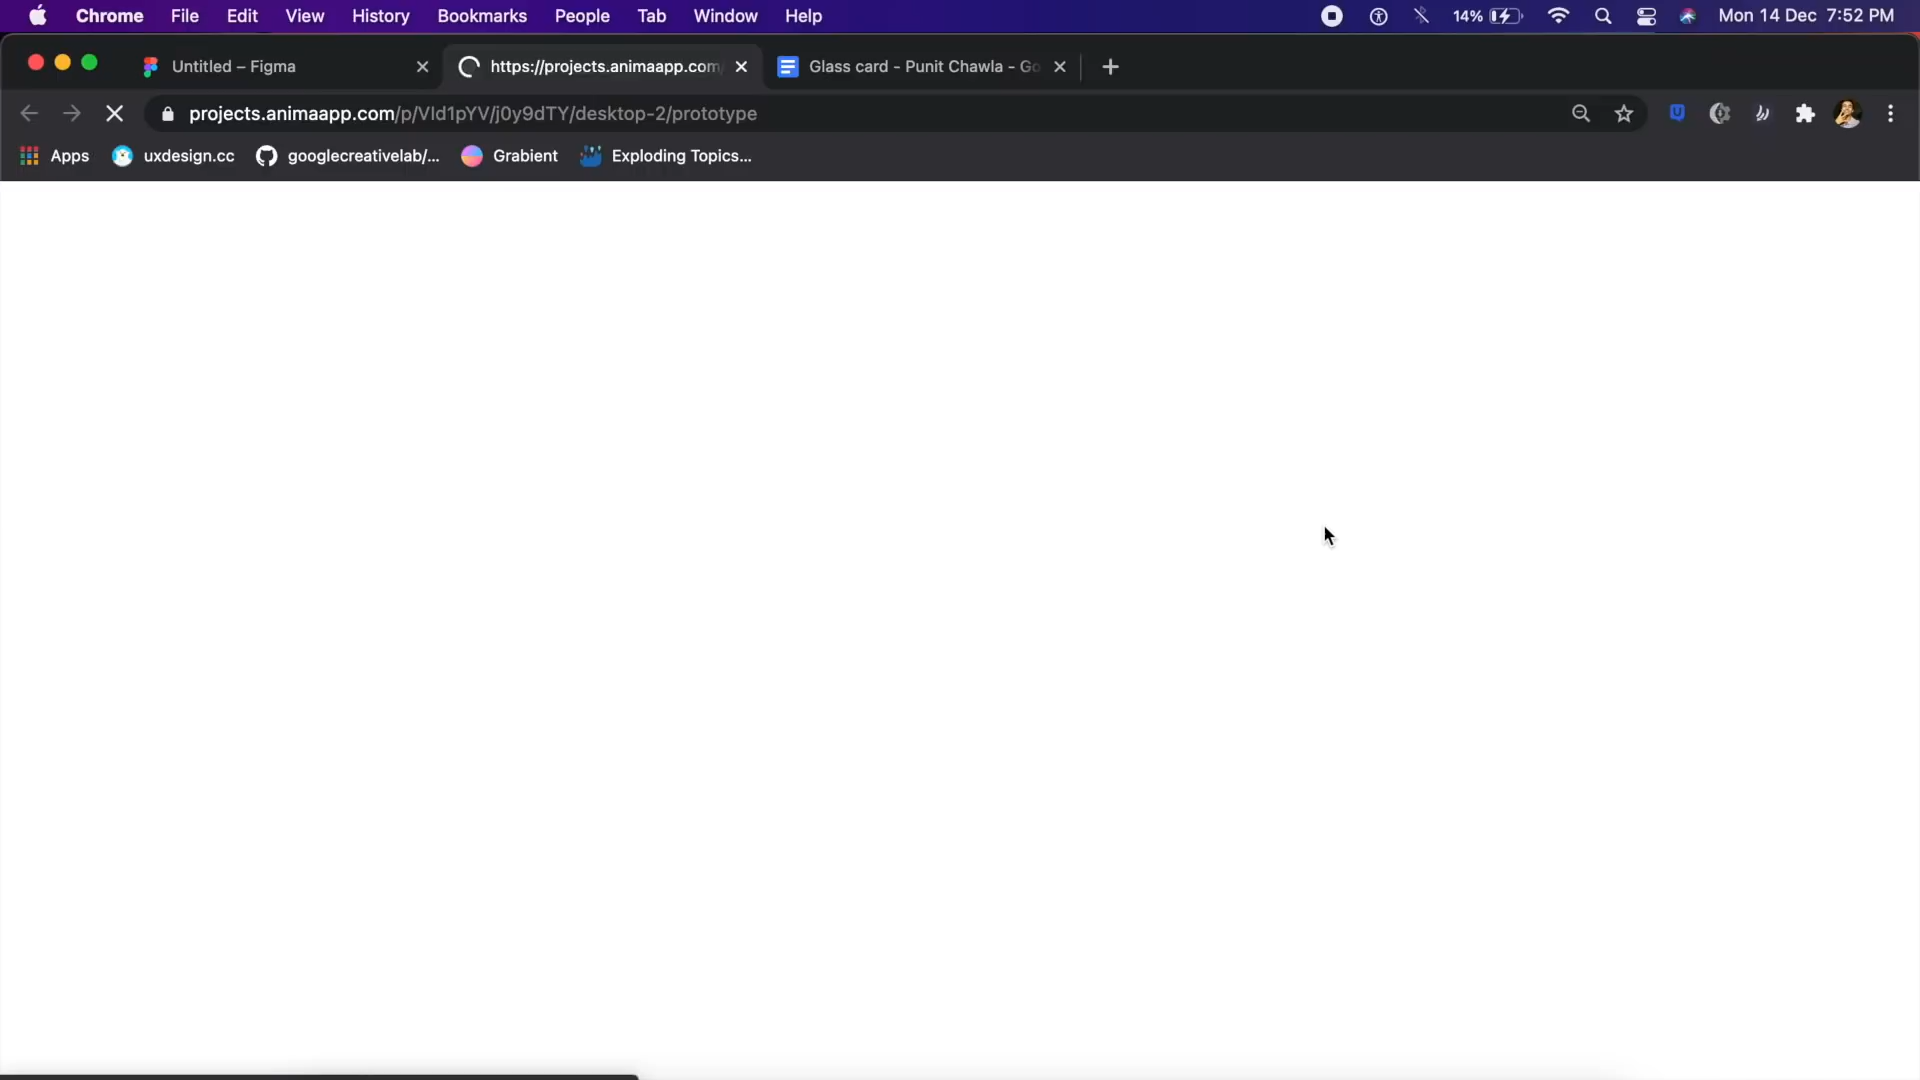 Chrome File Edit View History Bookmarks People Tab Window Help 14% Mon 14 Dec 7:52 PM
Untitled – Figma https://projects.animaapp.com/ Glass card - Punit Chawla - Go
projects.animaapp.com/p/VId1pYV/j0y9dTY/desktop-2/prototype
Apps uxdesign.cc googlecreativelab/... Grabient Exploding Topics...